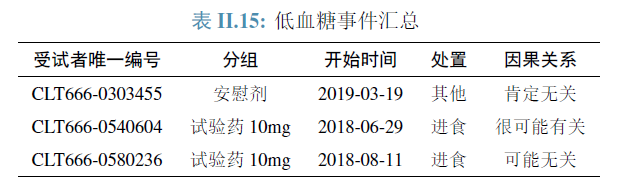 表 II.15: 低血糖事件汇总
受试者唯一编号 分组 开始时间 处置 因果关系
CLT666-0303455 安慰剂 2019-03-19 其他 肯定无关
CLT666-0540604 试验药 10mg 2018-06-29 进食 很可能有关
CLT666-0580236 试验药 10mg 2018-08-11 进食 可能无关